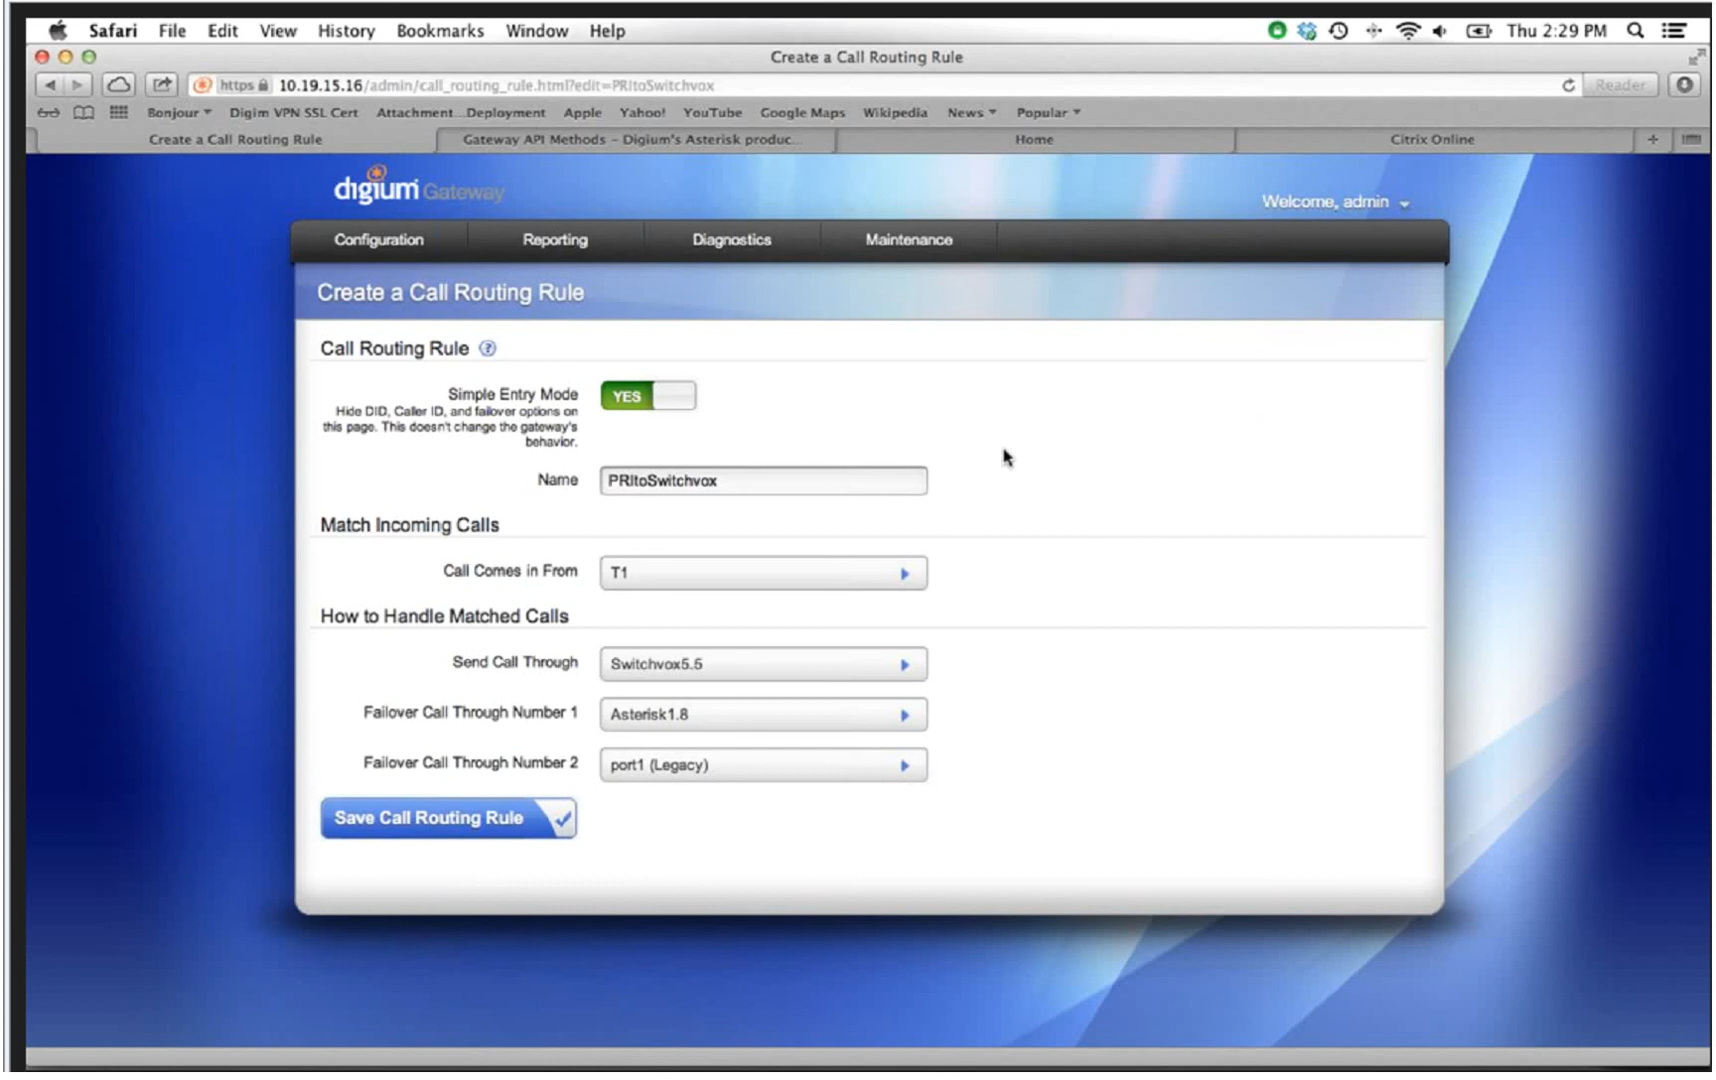 Safari File Edit View History Bookmarks Window Help Thu 2:29 PM
Create a Call Routing Rule
https 10.19.15.16/admin/call_routing_rule.html?edit=PRItoSwitchvox Reader
Bonjour Digim VPN SSL Cert Attachment...Deployment Apple Yahoo! YouTube Google Maps Wikipedia News Popular
Create a Call Routing Rule Gateway API Methods – Digium's Asterisk produc... Home Citrix Online
digium Gateway
Welcome, admin
Configuration Reporting Diagnostics Maintenance
Create a Call Routing Rule
Call Routing Rule ?
Simple Entry Mode YES
Hide DID, Caller ID, and failover options on
this page. This doesn't change the gateway's
behavior.
Name PRItoSwitchvox
Match Incoming Calls
Call Comes in From T1
How to Handle Matched Calls
Send Call Through Switchvox5.5
Failover Call Through Number 1 Asterisk1.8
Failover Call Through Number 2 port1 (Legacy)
Save Call Routing Rule